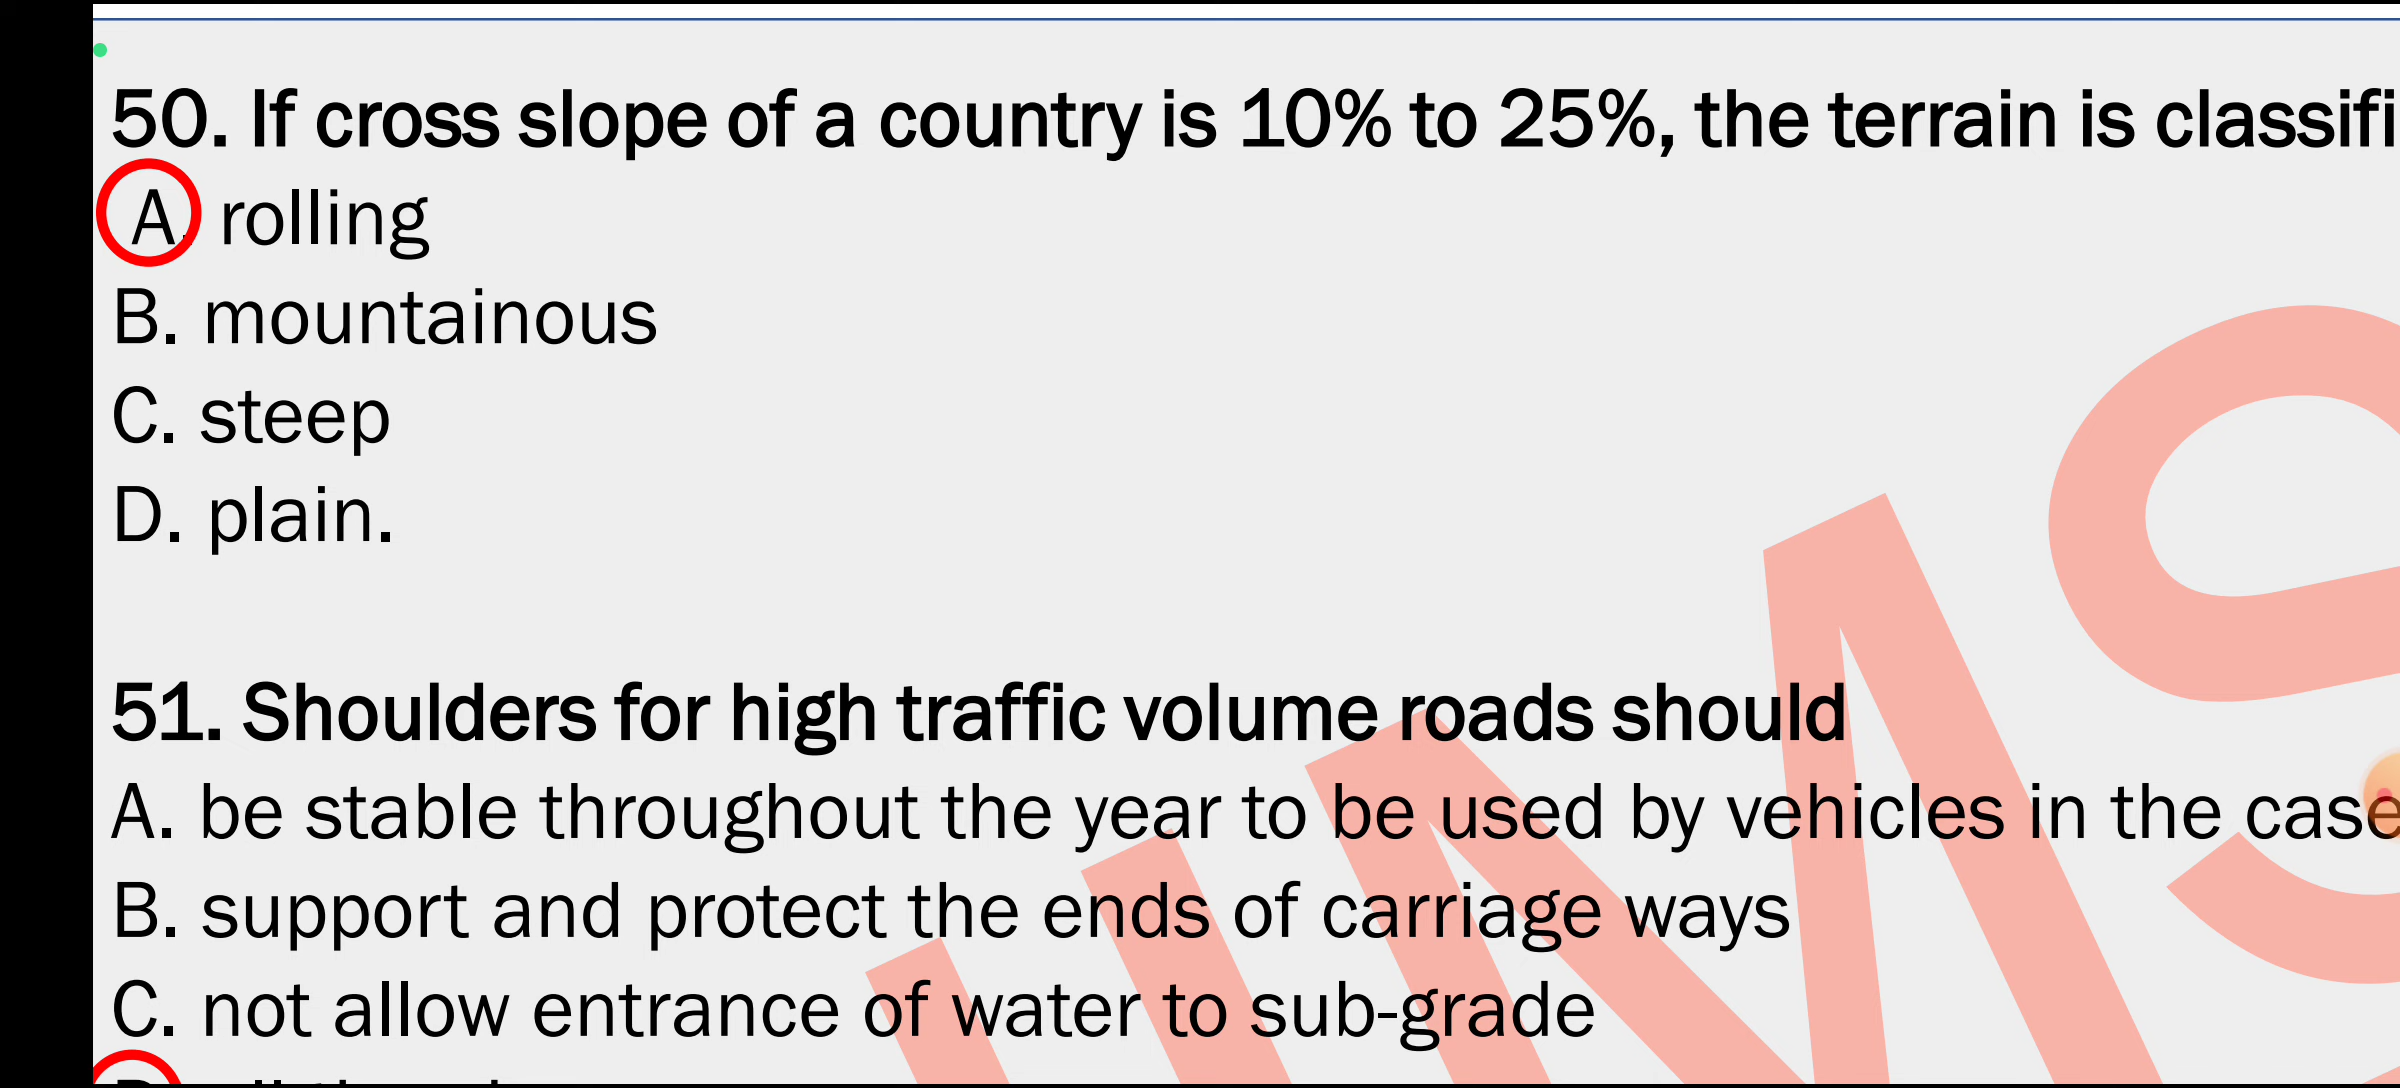 50. If cross slope of a country is 10% to 25%, the terrain is classifi
A. rolling
B. mountainous
C. steep
D. plain.
51. Shoulders for high traffic volume roads should
A. be stable throughout the year to be used by vehicles in the case
B. support and protect the ends of carriage ways
C. not allow entrance of water to sub-grade